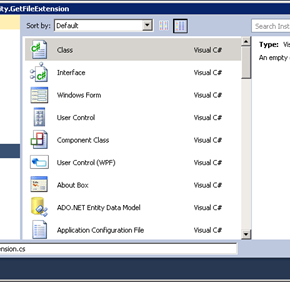 ty.GetFileExtension
Sort by: Default
Search Inst
Class Visual C#
Type: Vis
An empty
Interface Visual C#
Windows Form Visual C#
User Control Visual C#
Component Class Visual C#
User Control (WPF) Visual C#
About Box Visual C#
ADO.NET Entity Data Model Visual C#
Application Configuration File Visual C#
ension.cs